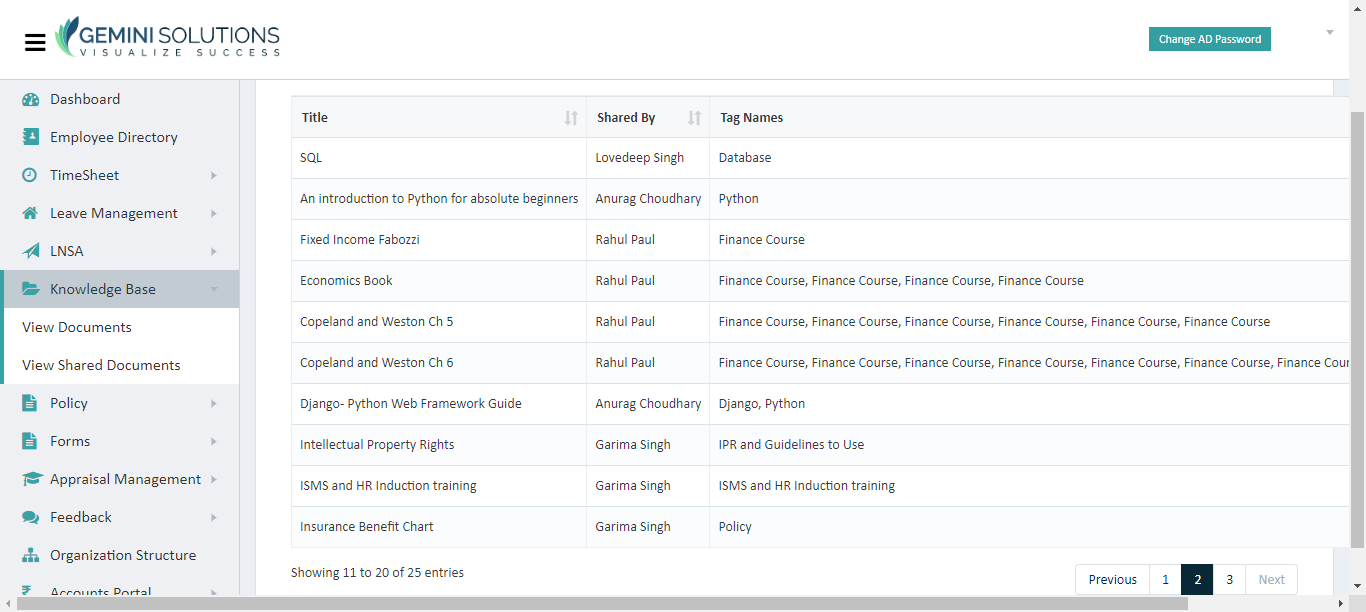 GEMINI SOLUTIONS
VISUALIZE SUCCESS
Change AD Password
Dashboard
Employee Directory
TimeSheet
Leave Management
LNSA
Knowledge Base
View Documents
View Shared Documents
Policy
Forms
Appraisal Management
Feedback
Organization Structure
Accounts Portal
Title Shared By Tag Names
SQL Lovedeep Singh Database
An introduction to Python for absolute beginners Anurag Choudhary Python
Fixed Income Fabozzi Rahul Paul Finance Course
Economics Book Rahul Paul Finance Course, Finance Course, Finance Course, Finance Course
Copeland and Weston Ch 5 Rahul Paul Finance Course, Finance Course, Finance Course, Finance Course, Finance Course, Finance Course
Copeland and Weston Ch 6 Rahul Paul Finance Course, Finance Course, Finance Course, Finance Course, Finance Course, Finance Course, Finance Cour
Django- Python Web Framework Guide Anurag Choudhary Django, Python
Intellectual Property Rights Garima Singh IPR and Guidelines to Use
ISMS and HR Induction training Garima Singh ISMS and HR Induction training
Insurance Benefit Chart Garima Singh Policy
Showing 11 to 20 of 25 entries
Previous 1 2 3 Next